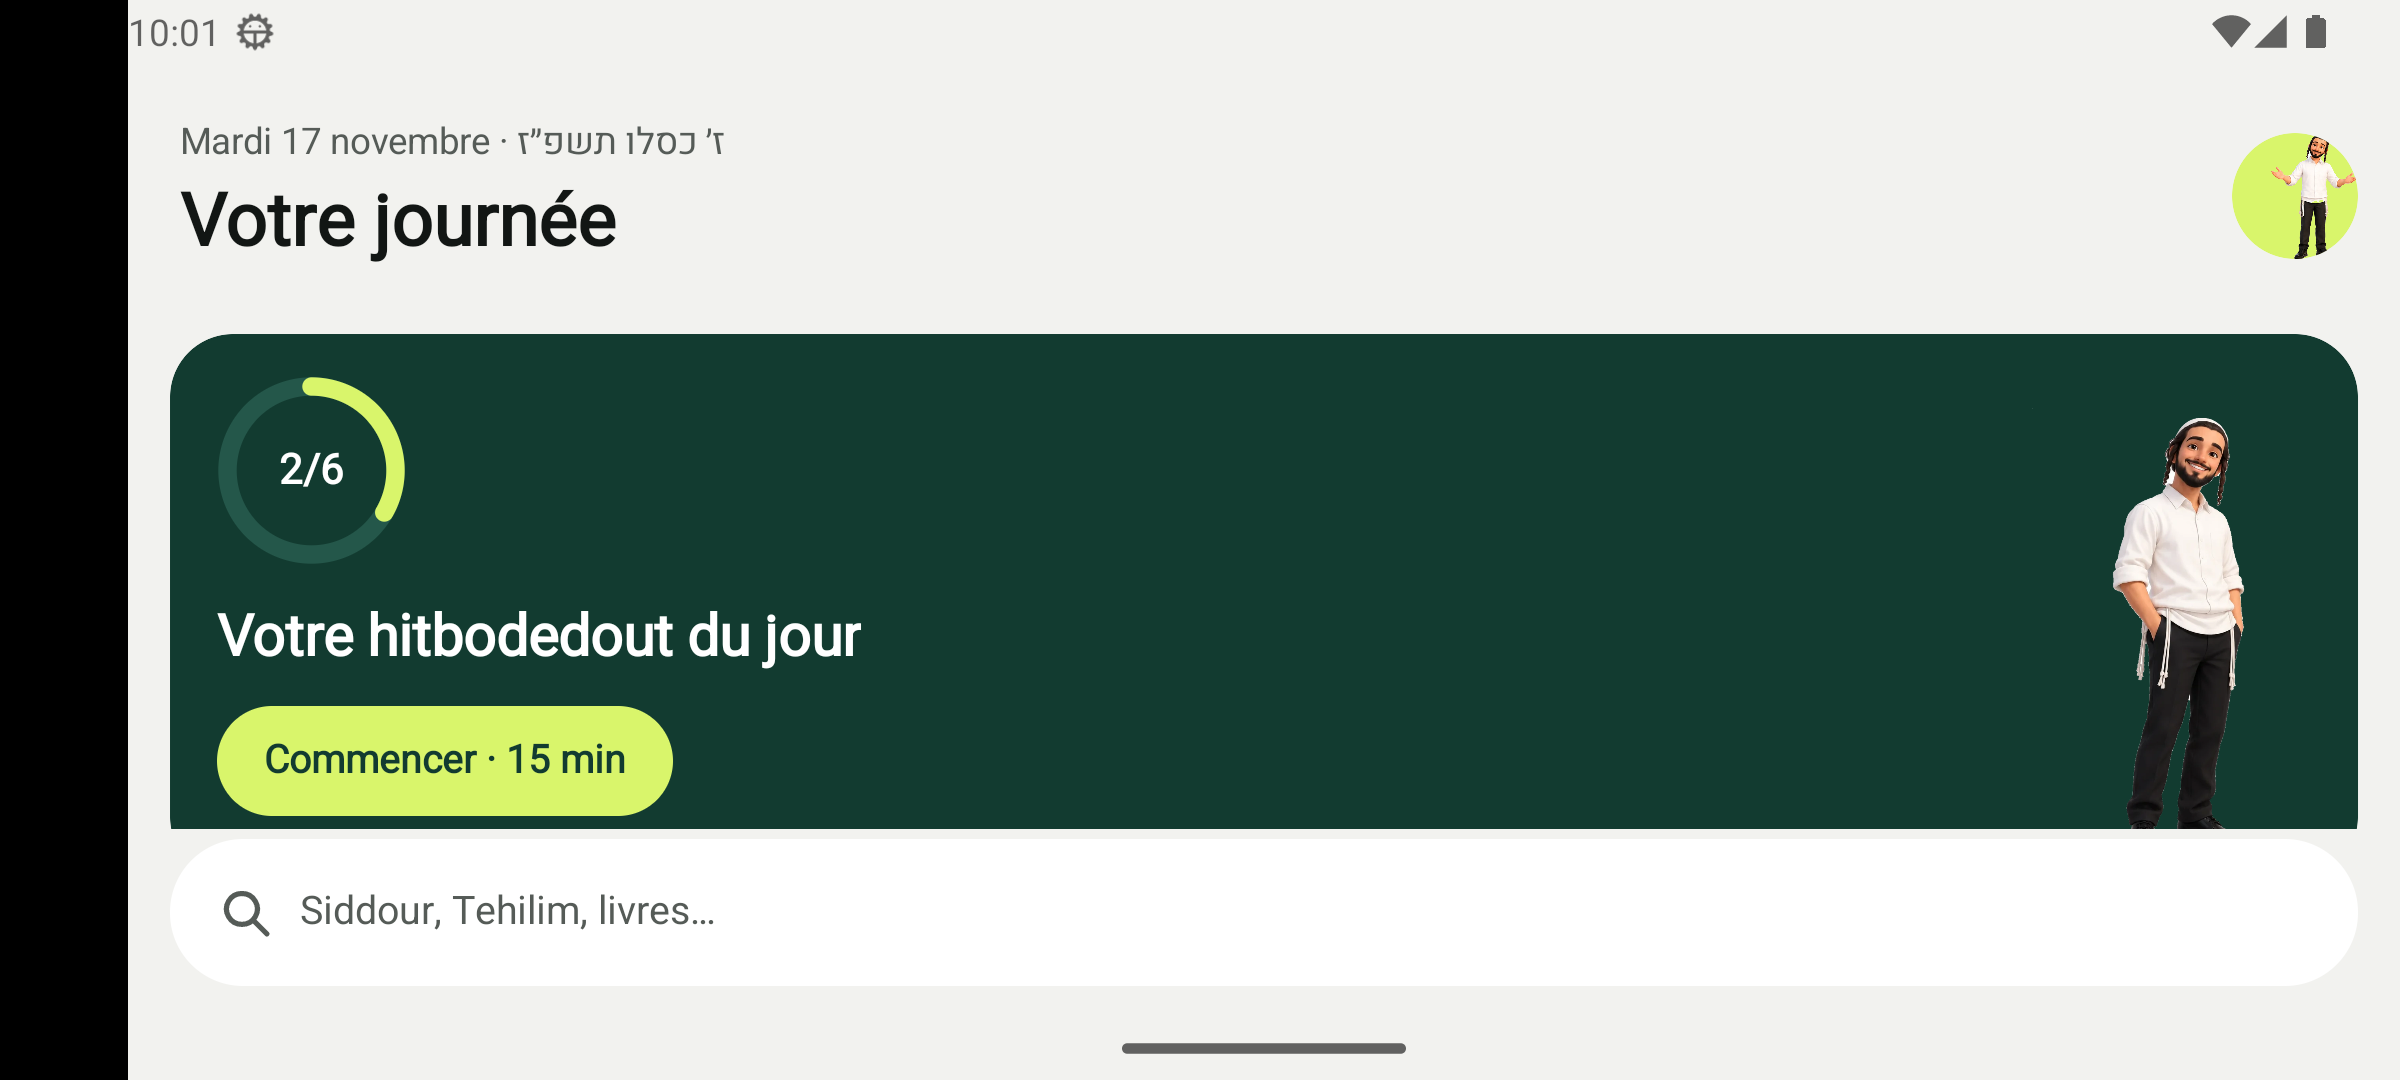 10:01
Mardi 17 novembre · ז׳ כסלו תשפ״ז
Votre journée
2/6
Votre hitbodedout du jour
Commencer · 15 min
Siddour, Tehilim, livres…